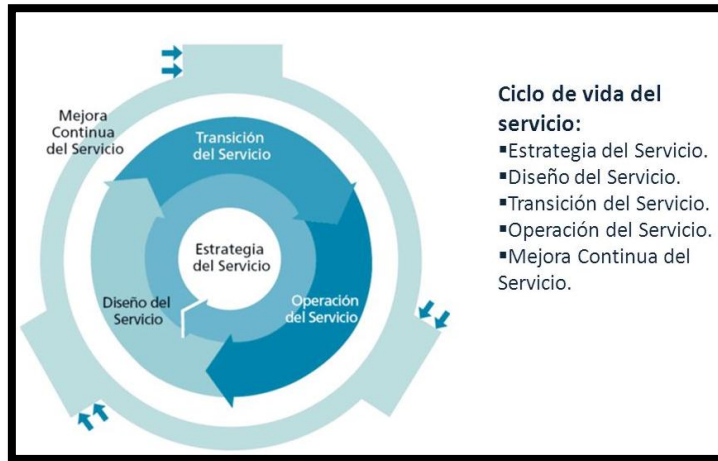 Mejora
Continua
del Servicio
Transición
del Servicio
Estrategia
del Servicio
Diseño del
Servicio
Operación
del Servicio
Ciclo de vida del
servicio:
▪Estrategia del Servicio.
▪Diseño del Servicio.
▪Transición del Servicio.
▪Operación del Servicio.
▪Mejora Continua del
Servicio.